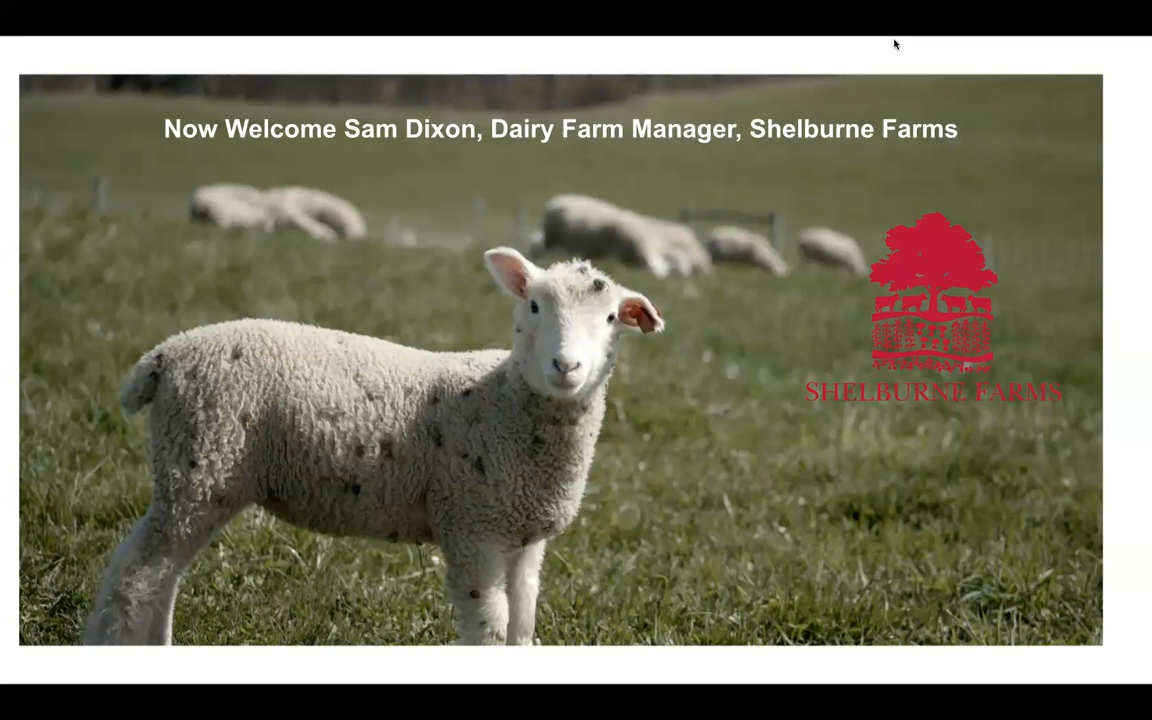 Now Welcome Sam Dixon, Dairy Farm Manager, Shelburne Farms
SHELBURNE FARMS